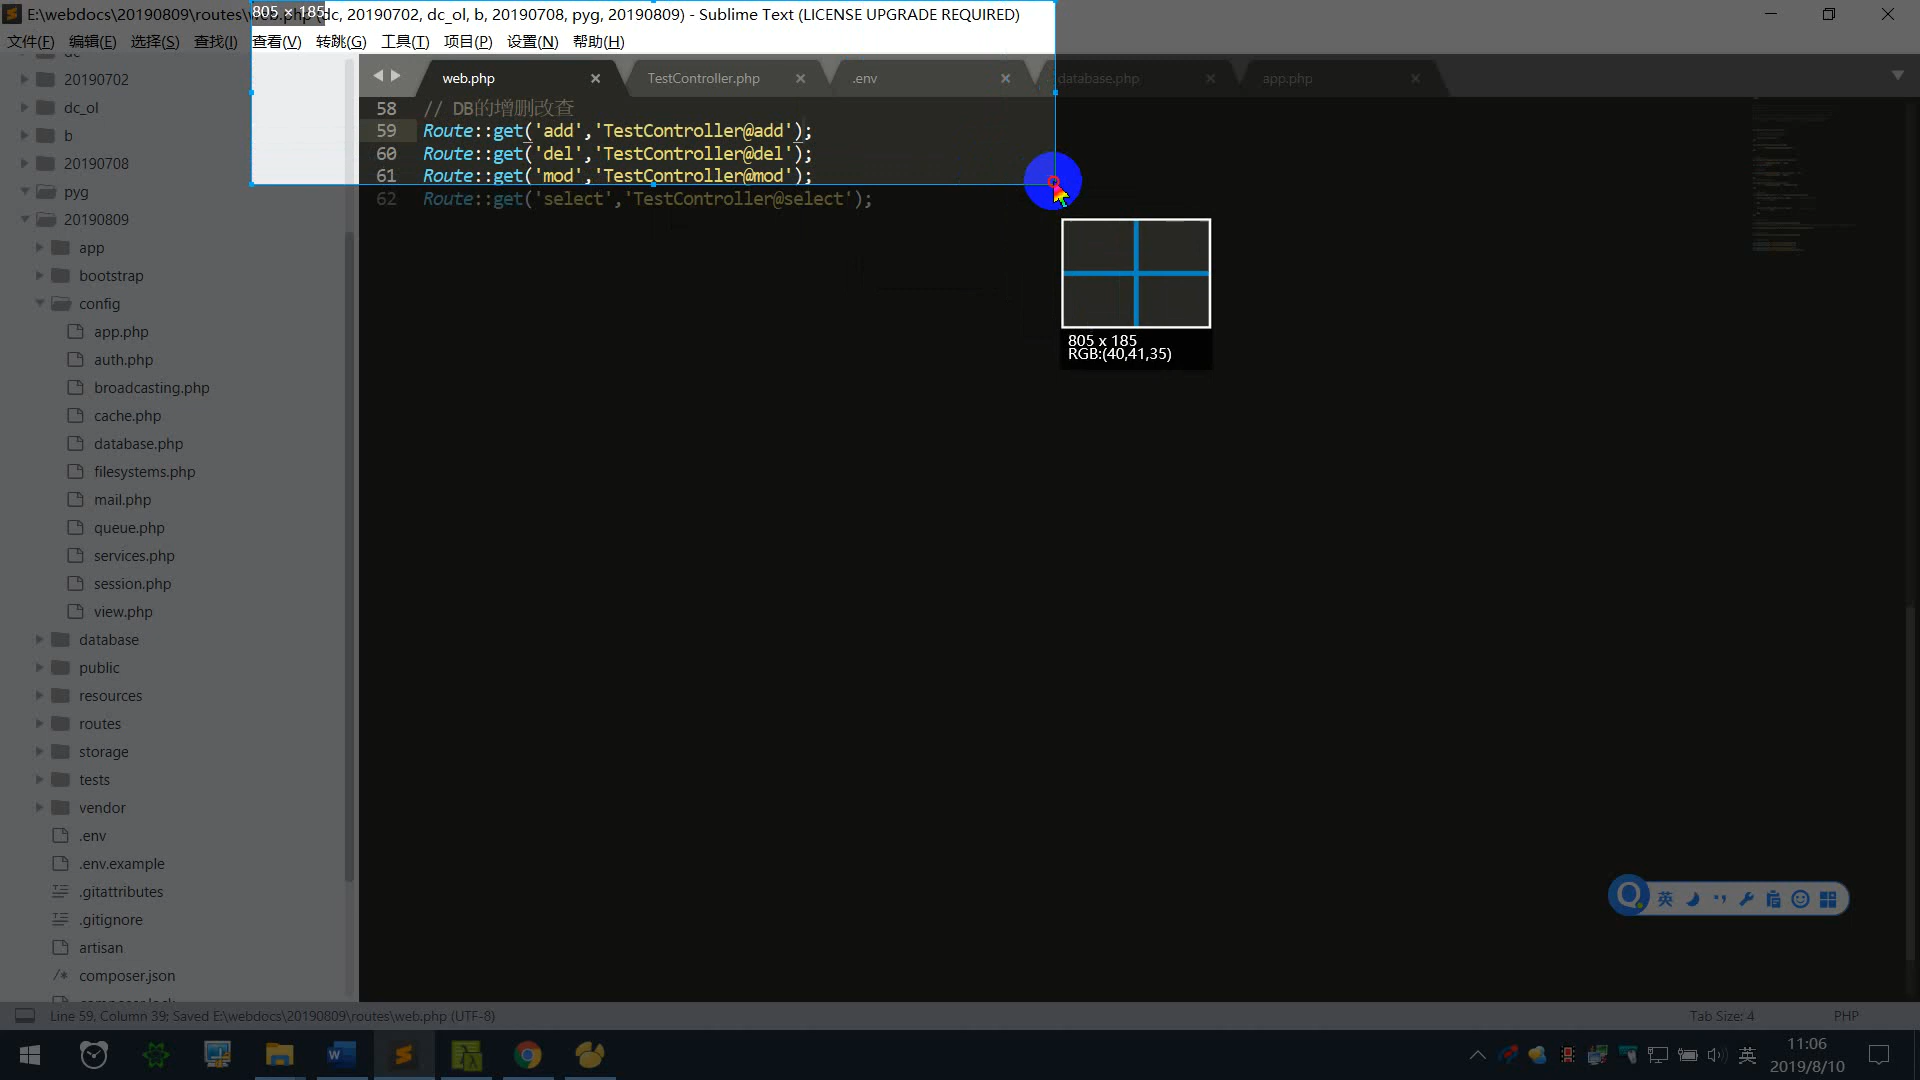 E:\webdocs\20190809\routes\web.php (dc, 20190702, dc_ol, b, 20190708, pyg, 20190809) - Sublime Text (LICENSE UPGRADE REQUIRED)
805 × 185
文件(F) 编辑(E) 选择(S) 查找(I) 查看(V) 转跳(G) 工具(T) 项目(P) 设置(N) 帮助(H)
web.php TestController.php .env database.php app.php
58 // DB的增删改查
59 Route::get('add','TestController@add');
60 Route::get('del','TestController@del');
61 Route::get('mod','TestController@mod');
62 Route::get('select','TestController@select');
805 x 185
RGB:(40,41,35)
dc
20190702
dc_ol
b
20190708
pyg
20190809
app
bootstrap
config
app.php
auth.php
broadcasting.php
cache.php
database.php
filesystems.php
mail.php
queue.php
services.php
session.php
view.php
database
public
resources
routes
storage
tests
vendor
.env
.env.example
.gitattributes
.gitignore
artisan
composer.json
composer.lock
英
Line 59, Column 39; Saved E:\webdocs\20190809\routes\web.php (UTF-8)
Tab Size: 4
PHP
英
11:06
2019/8/10